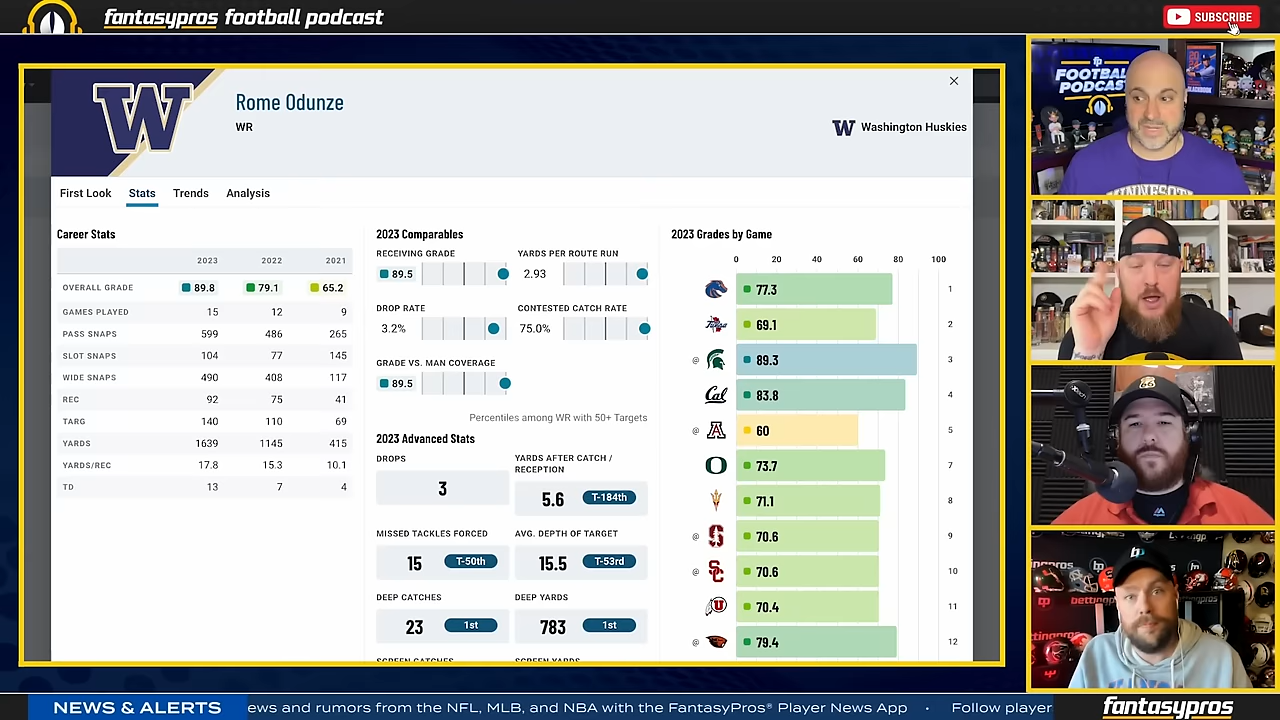 fantasypros football podcast
SUBSCRIBE
W
Rome Odunze
WR
W Washington Huskies
First Look Stats Trends Analysis
Career Stats
2023 2022 2021
OVERALL GRADE 89.8 79.1 65.2
GAMES PLAYED 15 12 9
PASS SNAPS 599 486 265
SLOT SNAPS 104 77 145
WIDE SNAPS 490 408 117
REC 92 75 41
TARG 140 110 69
YARDS 1639 1145 415
YARDS/REC 17.8 15.3 10.1
TD 13 7 4
2023 Comparables
RECEIVING GRADE YARDS PER ROUTE RUN
89.5 2.93
DROP RATE CONTESTED CATCH RATE
3.2% 75.0%
GRADE VS. MAN COVERAGE
89.5
Percentiles among WR with 50+ Targets
2023 Advanced Stats
DROPS YARDS AFTER CATCH / RECEPTION
3 5.6 T-184th
MISSED TACKLES FORCED AVG. DEPTH OF TARGET
15 T-50th 15.5 T-53rd
DEEP CATCHES DEEP YARDS
23 1st 783 1st
SCREEN CATCHES SCREEN YARDS
2023 Grades by Game
0 20 40 60 80 100
77.3 1
Tulsa 69.1 2
@ S 89.3 3
Cal 83.8 4
@ A 60 5
O 73.7 7
71.1 8
@ S 70.6 9
@ SC 70.6 10
U 70.4 11
@ 79.4 12
FOOTBALL
PODCAST
BLACKBOOK
MINNESOTA
bettingpros
NEWS & ALERTS
ews and rumors from the NFL, MLB, and NBA with the FantasyPros® Player News App · Follow player
fantasypros